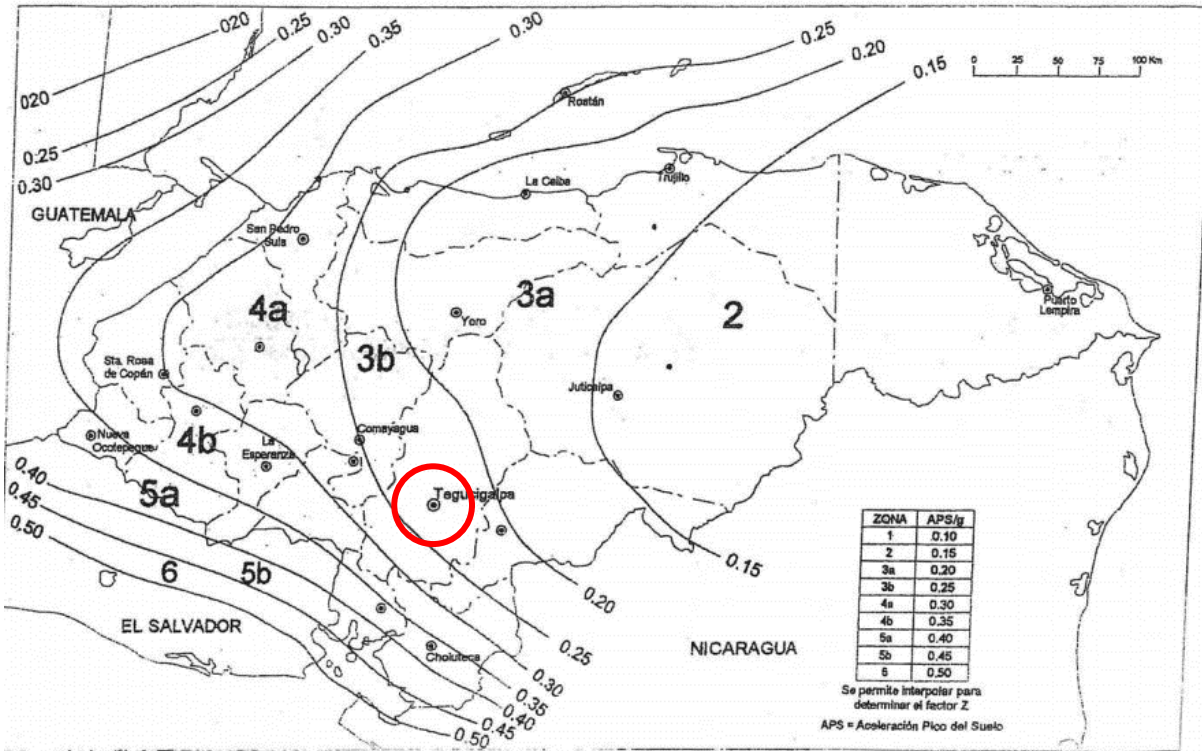 020
0.25
0.30
0.35
0.30
0.25
0.20
0.15
0 25 50 75 100 Km
020
0.25
0.30
Roatán
La Ceiba
Trujillo
GUATEMALA
San Pedro
Sula
4a
3a
2
Puerto
Lempira
Yoro
3b
Sta. Rosa
de Copán
Juticalpa
Nueva
Ocotepeque
4b
La
Esperanza
Comayagua
0.40
0.45
0.50
5a
Tegucigalpa
6
5b
0.15
0.20
EL SALVADOR
Choluteca
NICARAGUA
0.25
0.30
0.35
0.40
0.45
0.50
ZONA APS/g
1 0.10
2 0.15
3a 0.20
3b 0.25
4a 0.30
4b 0.35
5a 0.40
5b 0.45
6 0.50
Se permite interpolar para
determinar el factor Z
APS = Aceleración Pico del Suelo